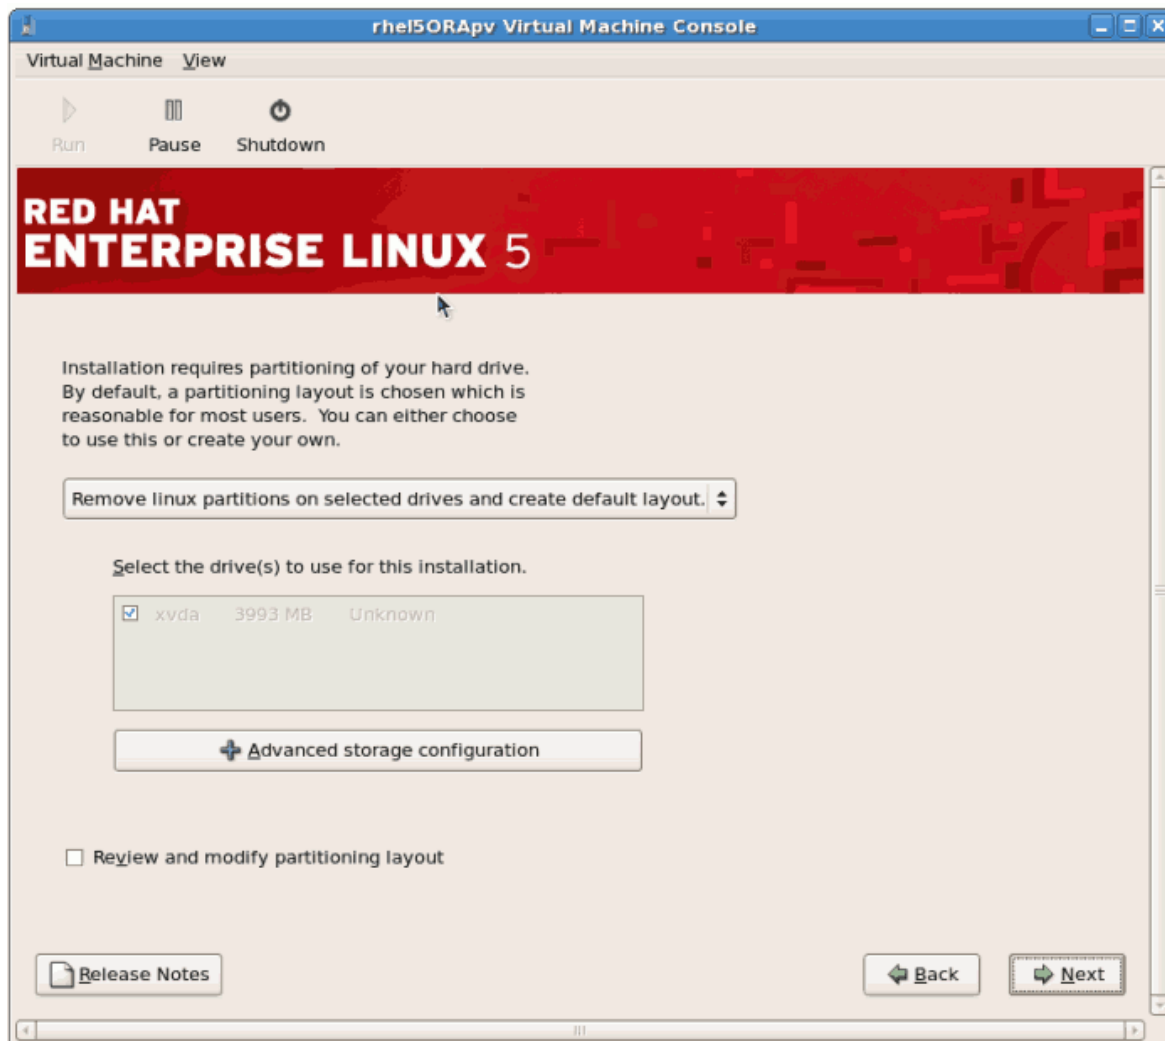 rhel5ORApv Virtual Machine Console
Virtual Machine View
Run Pause Shutdown
RED HAT
ENTERPRISE LINUX 5
Installation requires partitioning of your hard drive.
By default, a partitioning layout is chosen which is
reasonable for most users.  You can either choose
to use this or create your own.
Remove linux partitions on selected drives and create default layout.
Select the drive(s) to use for this installation.
xvda 3993 MB Unknown
Advanced storage configuration
Review and modify partitioning layout
Release Notes Back Next